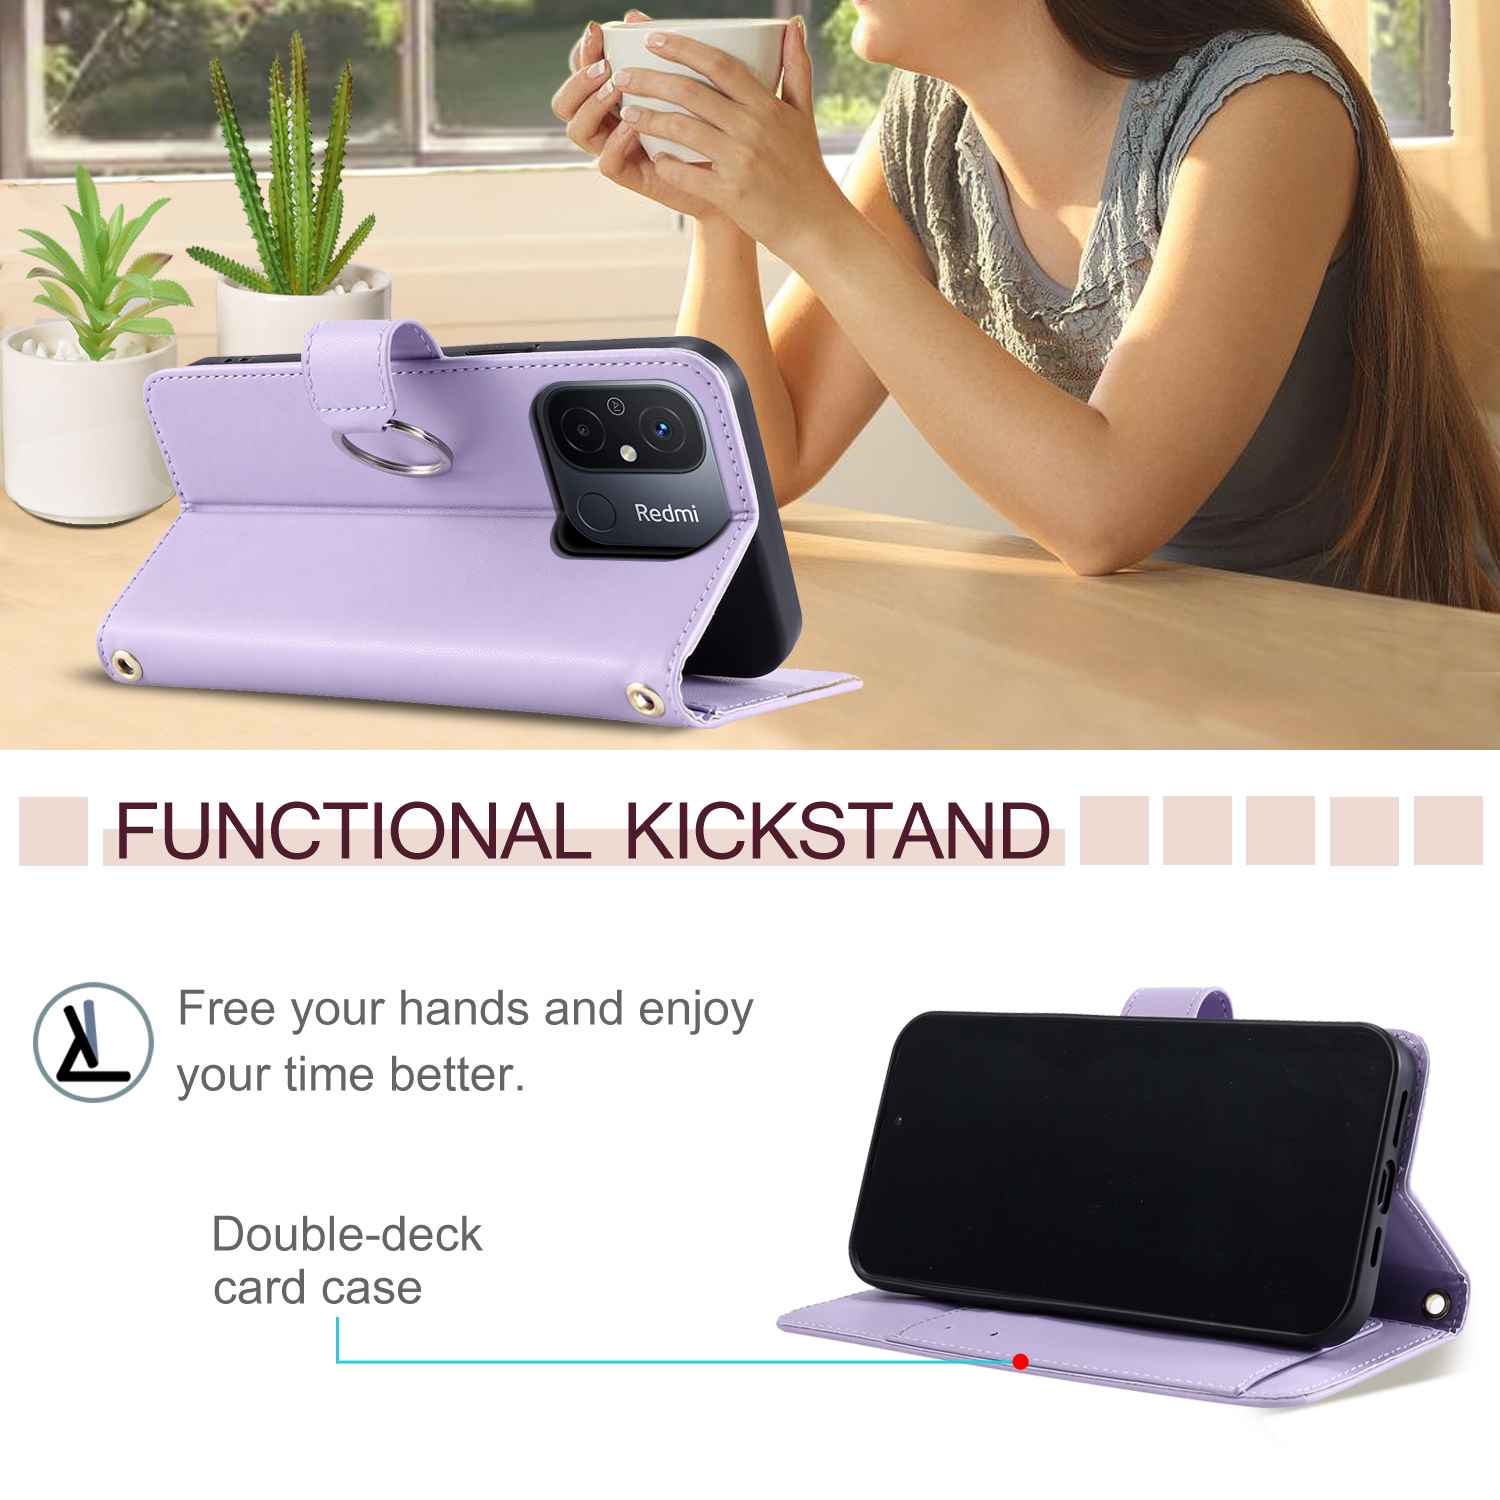 Redmi
FUNCTIONAL KICKSTAND
Free your hands and enjoy
your time better.
Double-deck
card case